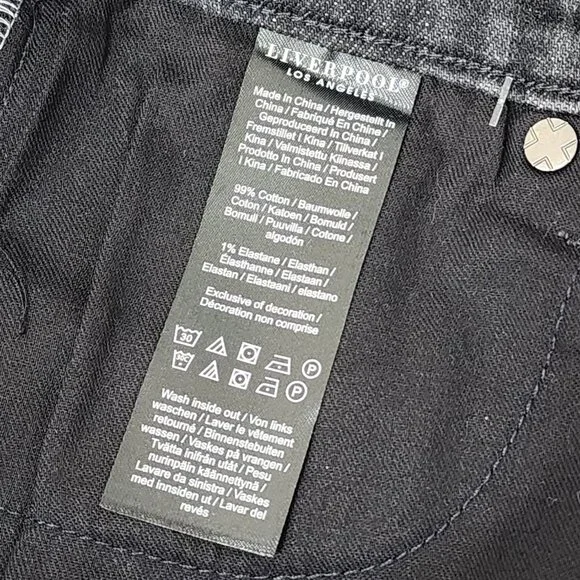 LIVERPOOL®
LOS ANGELES
Made In China / Hergestellt In
China / Fabriqué En Chine /
Geproduceerd In China /
Fremstillet I Kina / Tilverkat I
Kina / Valmistettu Kiinassa /
Prodotto In China / Produsert
I Kina / Fabricado En China
99% Cotton / Baumwolle /
Coton / Katoen / Bomuld /
Bomull / Puuvilla / Cotone /
algodón
1% Elastane / Elasthan /
Élasthanne / Elastaan /
Elastan / Elastaani / elastano
Exclusive of decoration /
Décoration non comprise
30 P
P
Wash inside out / Von links
waschen / Laver le vêtement
retourné / Binnenstebuiten
wassen / Vaskes på vrangen /
Tvätta inifrån utåt / Pesu
nurinpäin käännettynä /
Lavare da sinistra / Vaskes
med innsiden ut / Lavar del
revés